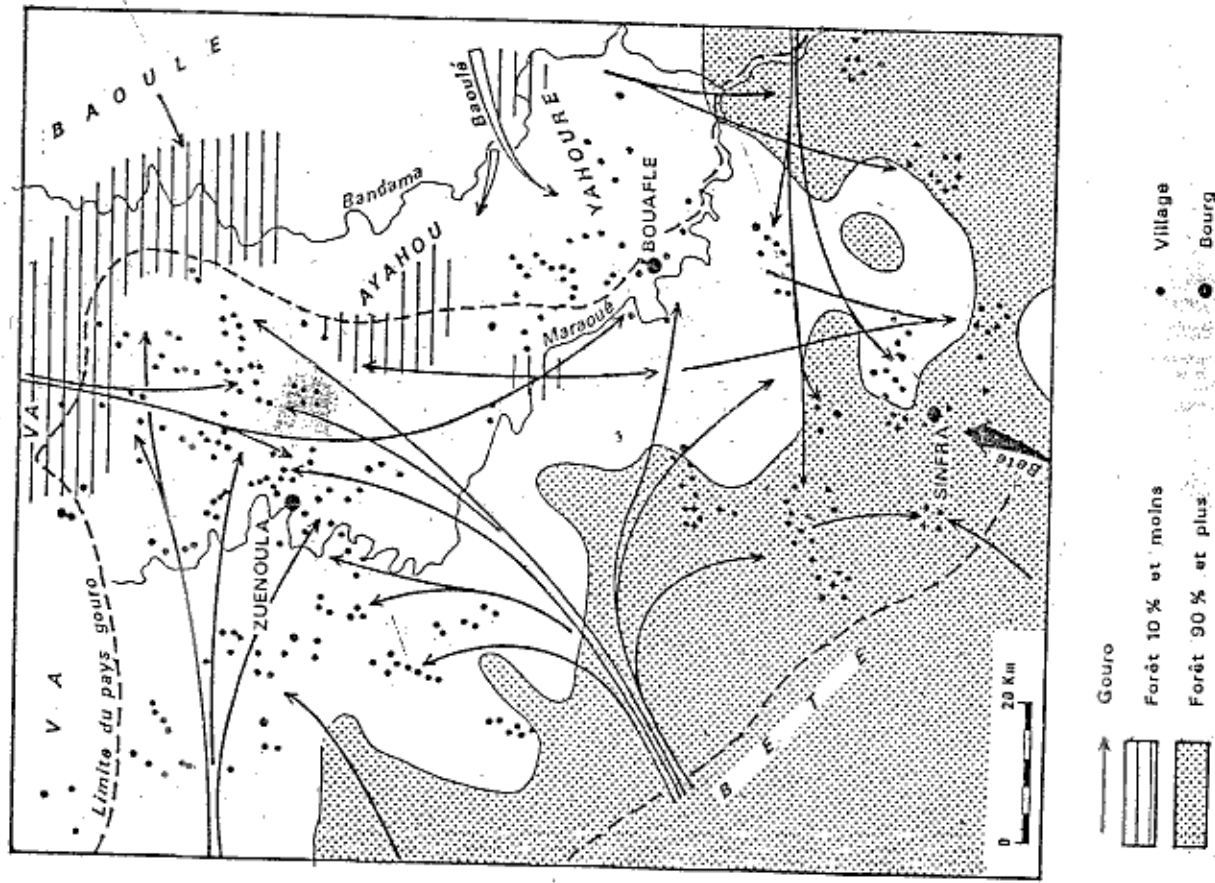 BAOULE
VA
VA
Limite du pays gouro
Bandama
Baoulé
AYAHOU
YAHOURE
ZUENOULA
BOUAFLE
Maraoué
SINFRA
Bété
BETE
0 20 Km
Gouro
Forêt 10 % et moins
Forêt 90 % et plus
Village
Bourg